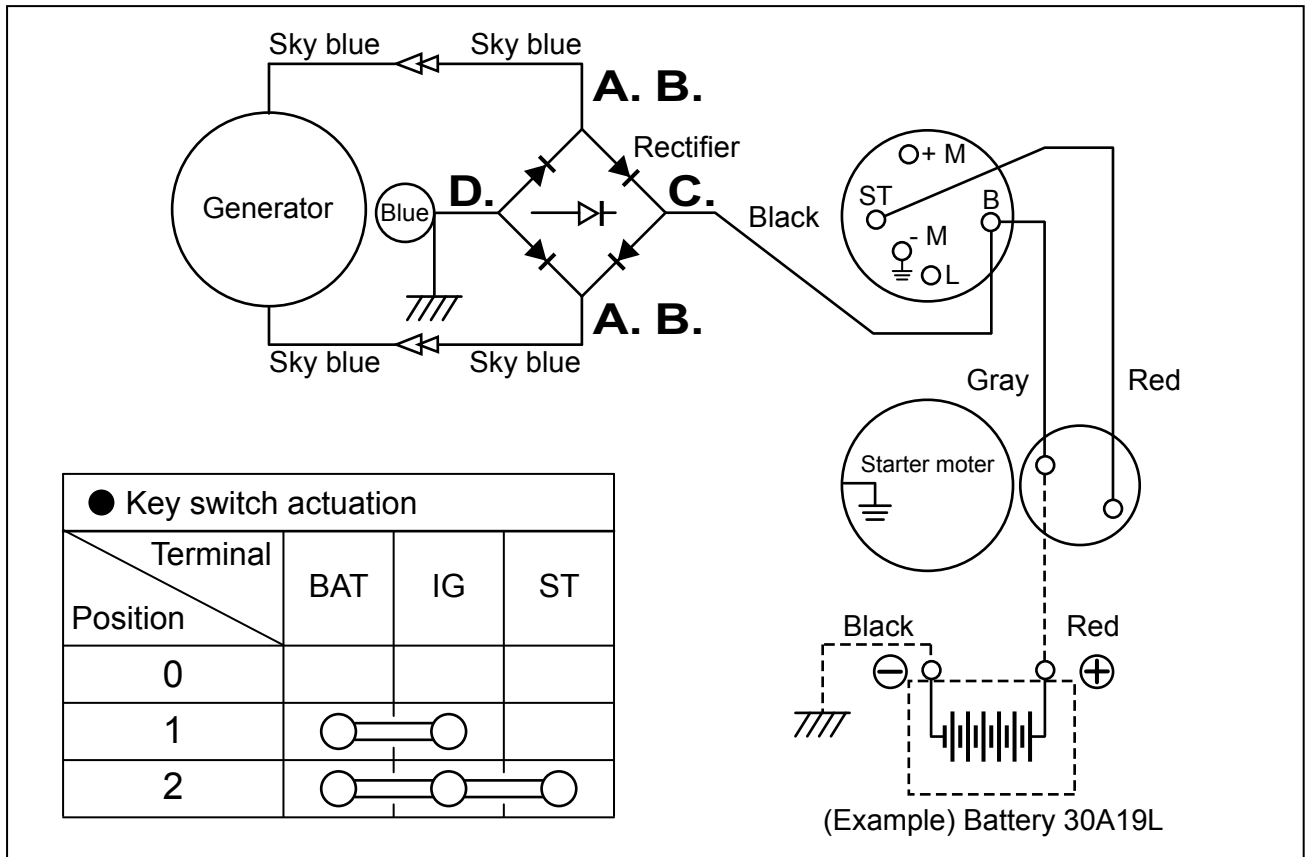 Sky blue
Sky blue
A. B.
Rectifier
+ M
ST
B
- M
L
Generator
Blue
D.
C.
Black
A. B.
Sky blue
Sky blue
Gray
Red
Starter moter
● Key switch actuation
Terminal
Position
BAT
IG
ST
0
1
2
Black
Red
(Example) Battery 30A19L